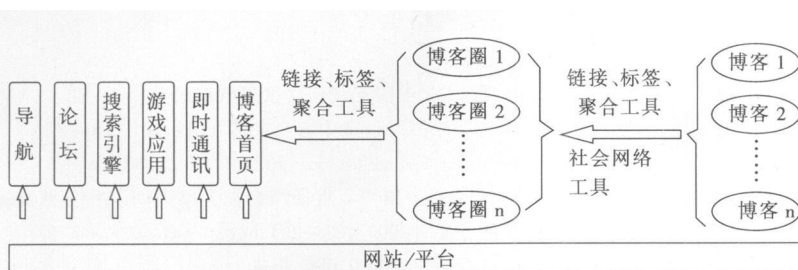 导航
论坛
搜索引擎
游戏应用
即时通讯
博客首页
链接、标签、
聚合工具
博客圈 1
博客圈 2
博客圈 n
链接、标签、
聚合工具
社会网络
工具
博客 1
博客 2
博客 n
网站/平台